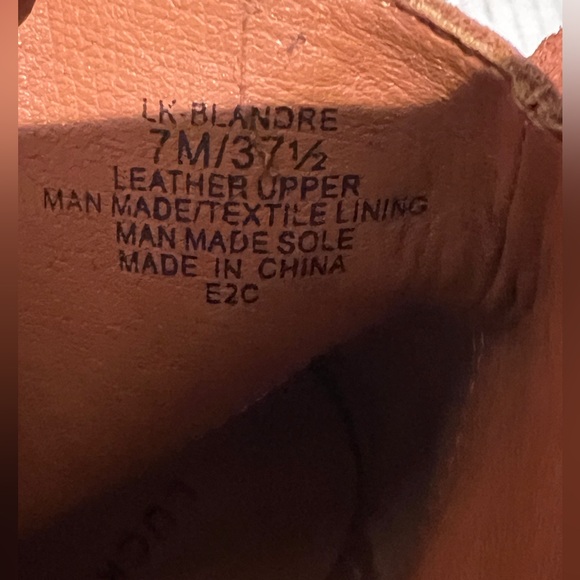 LK-BLANDRE
7M/37½
LEATHER UPPER
MAN MADE/TEXTILE LINING
MAN MADE SOLE
MADE IN CHINA
E2C